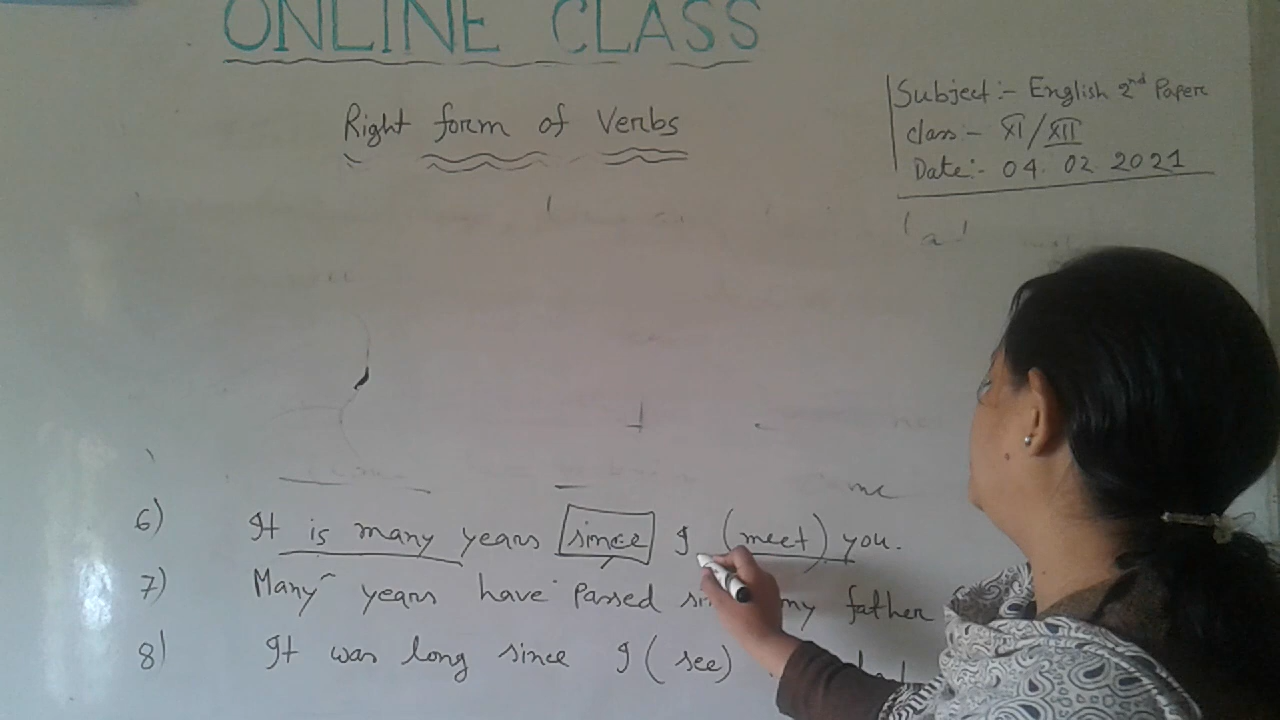 ONLINE CLASS
Right form of Verbs
Subject :- English 2nd Paper
class :- XI / XII
Date :- 04. 02. 2021
'a'
me
6) It is many years since I (meet) you.
7) Many years have passed my father
8) It was long since I (see)